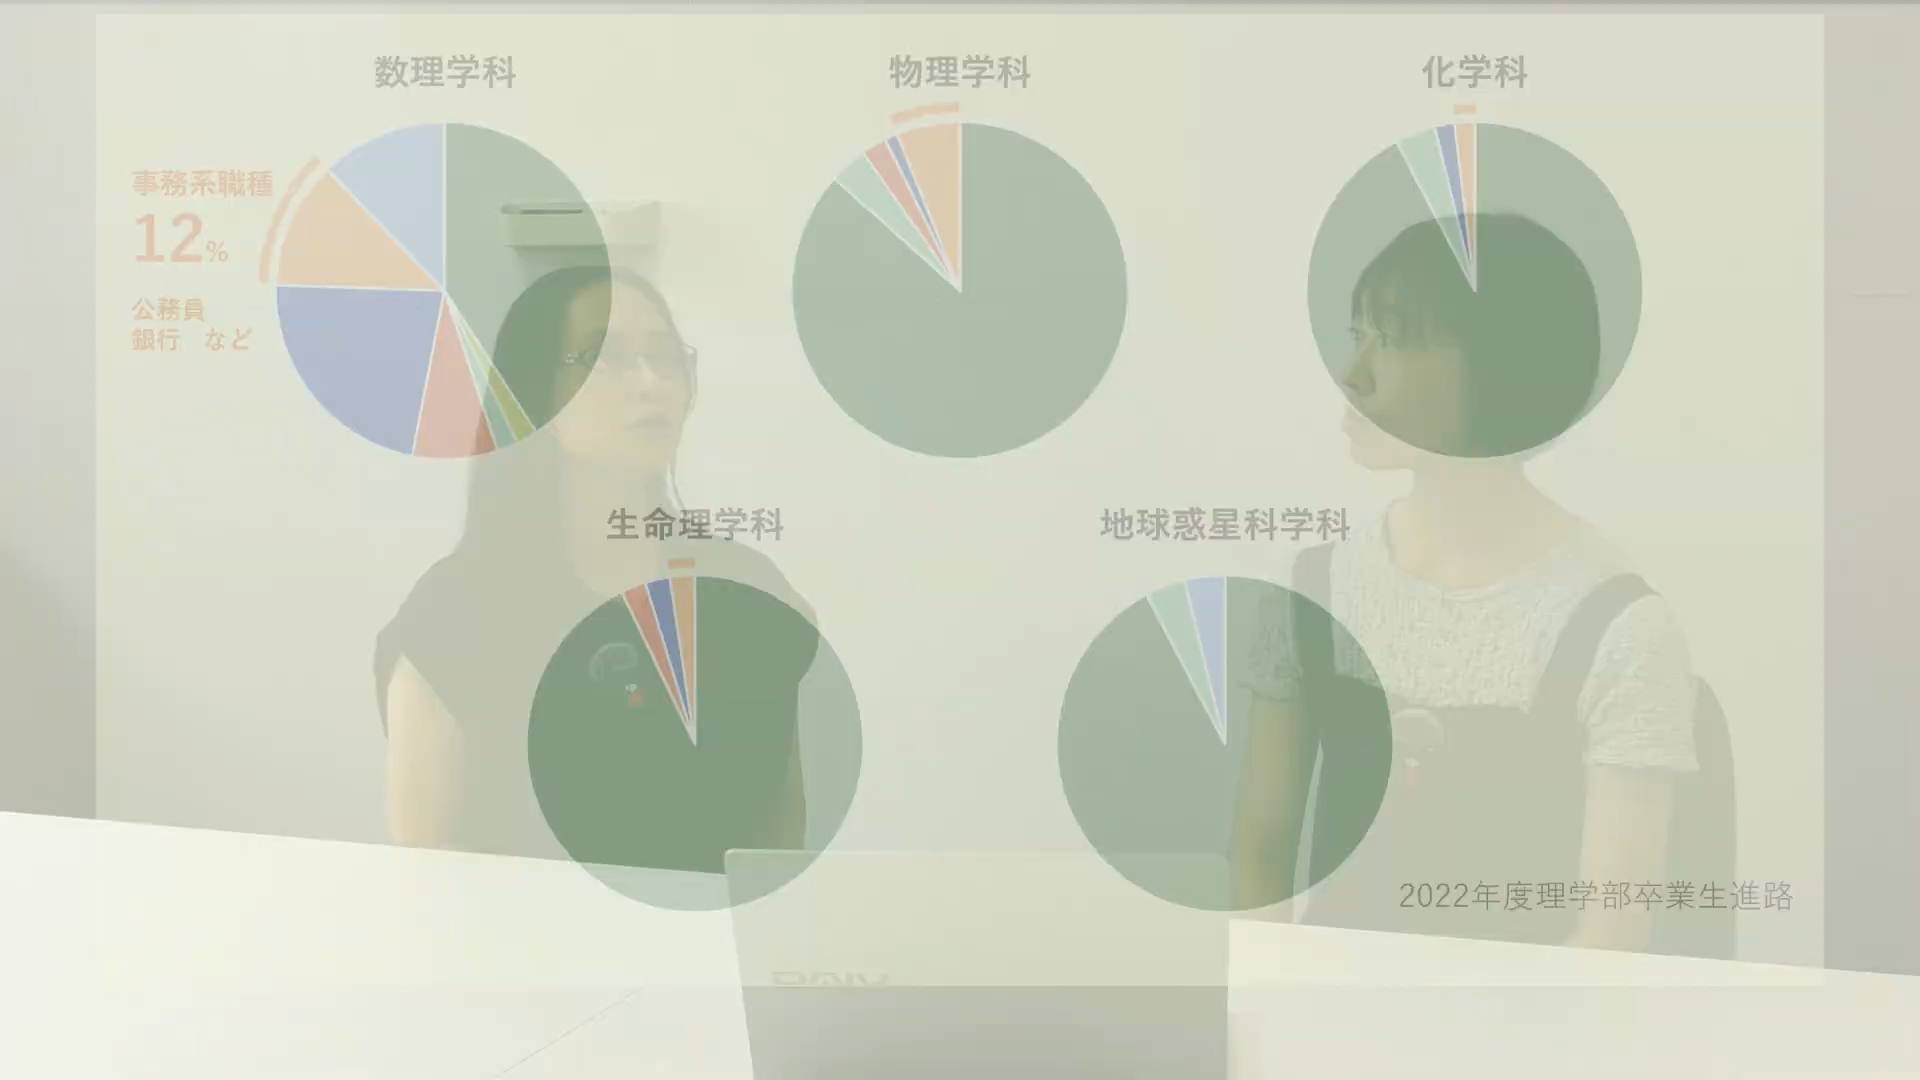 数理学科
物理学科
化学科
事務系職種
12%
公務員
銀行 など
生命理学科
地球惑星科学科
2022年度理学部卒業生進路